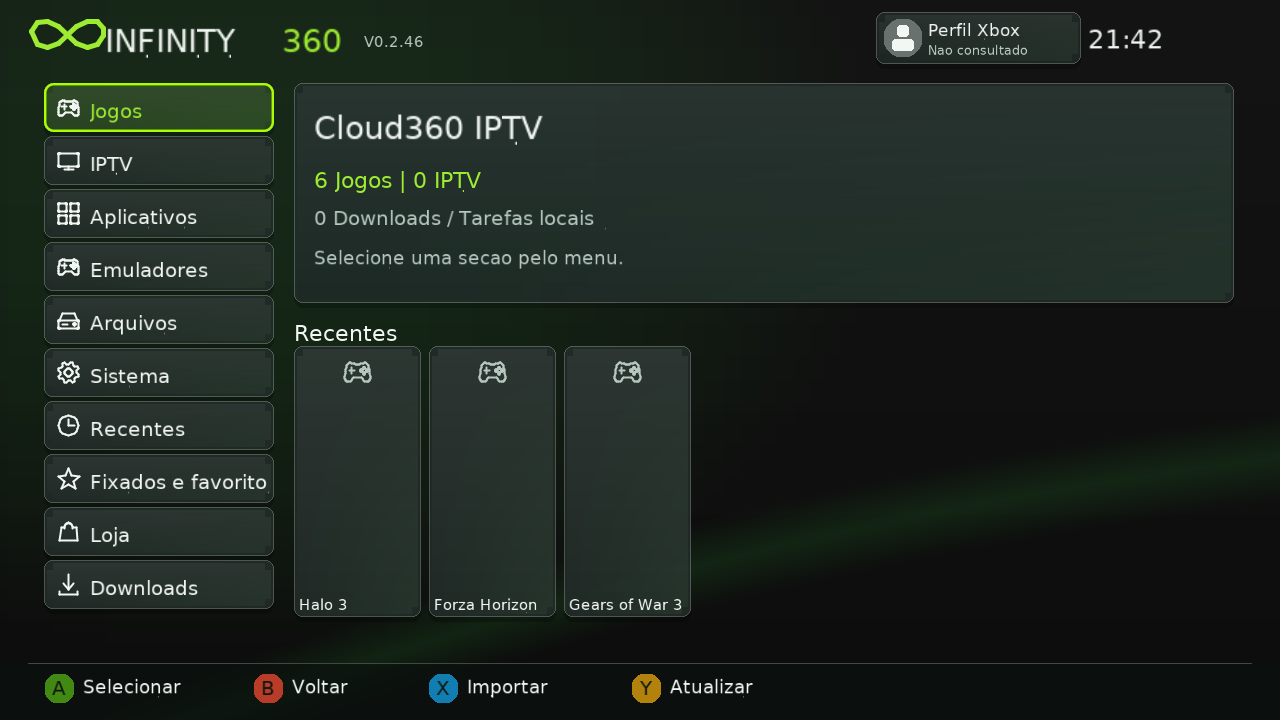 INFINITY 360 V0.2.46
Perfil Xbox
Nao consultado
21:42
Jogos
IPTV
Aplicativos
Emuladores
Arquivos
Sistema
Recentes
Fixados e favorito
Loja
Downloads
Cloud360 IPTV
6 Jogos | 0 IPTV
0 Downloads / Tarefas locais
Selecione uma secao pelo menu.
Recentes
Halo 3
Forza Horizon
Gears of War 3
A Selecionar
B Voltar
X Importar
Y Atualizar